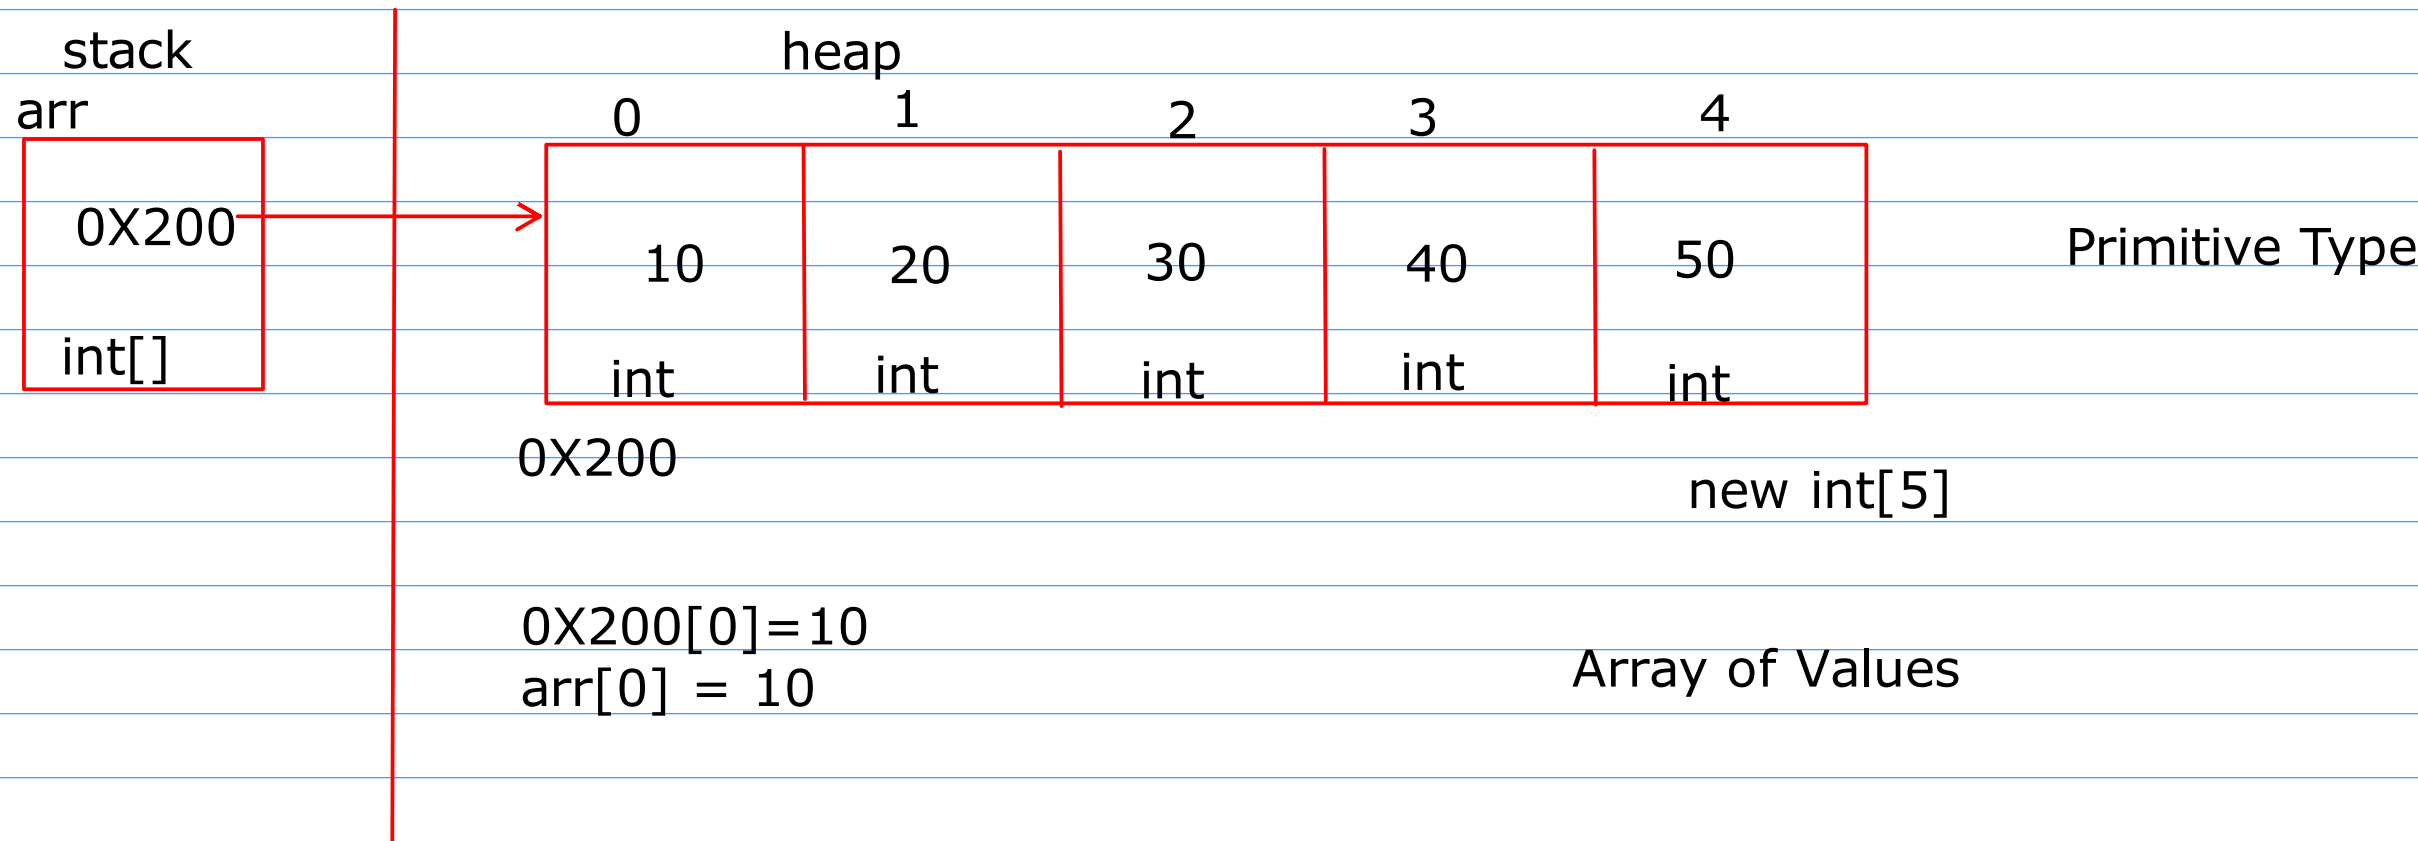 stack
heap
arr
0 1 2 3 4
0X200
10 20 30 40 50
Primitive Type
int[]
int int int int int
0X200
new int[5]
0X200[0]=10
arr[0] = 10
Array of Values